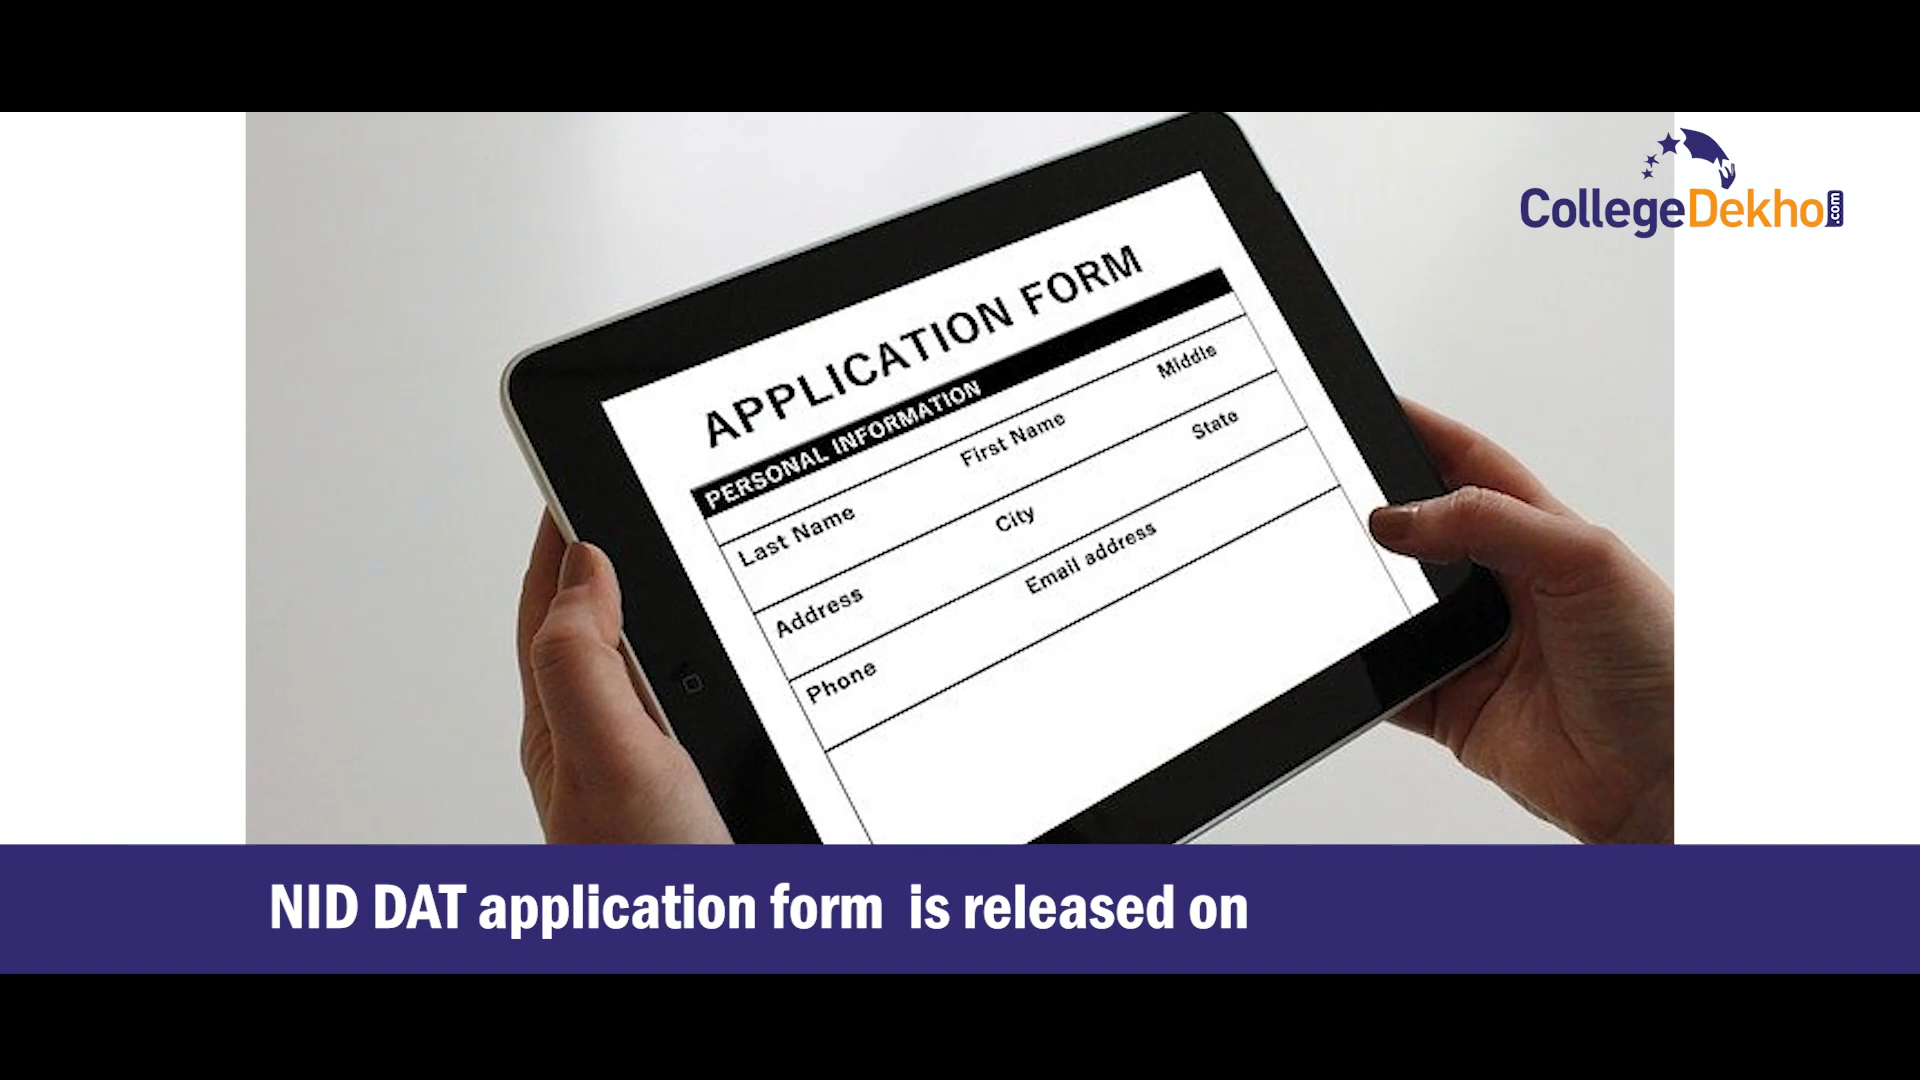 CollegeDekho.com
APPLICATION FORM
PERSONAL INFORMATION
Last Name First Name Middle
Address City State
Phone Email address
NID DAT application form is released on